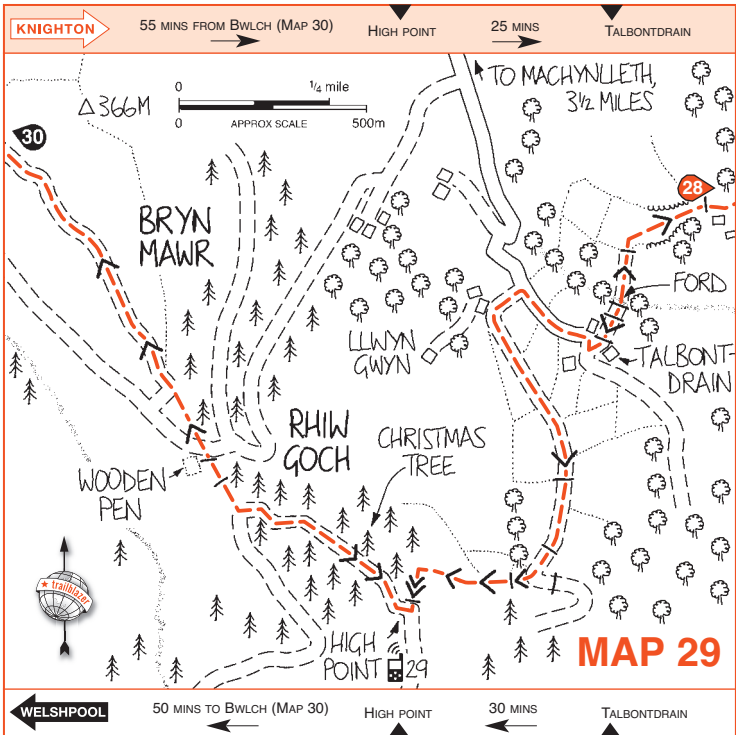 KNIGHTON
55 MINS FROM BWLCH (MAP 30)
HIGH POINT
25 MINS
TALBONTDRAIN
0
1/4 mile
0
APPROX SCALE
500m
△366M
TO MACHYNLLETH,
3½ MILES
30
28
BRYN
MAWR
FORD
LLWYN
GWYN
TALBONT-
DRAIN
RHIW
GOCH
CHRISTMAS
TREE
WOODEN
PEN
★ trailblazer
HIGH
POINT
29
MAP 29
WELSHPOOL
50 MINS TO BWLCH (MAP 30)
HIGH POINT
30 MINS
TALBONTDRAIN